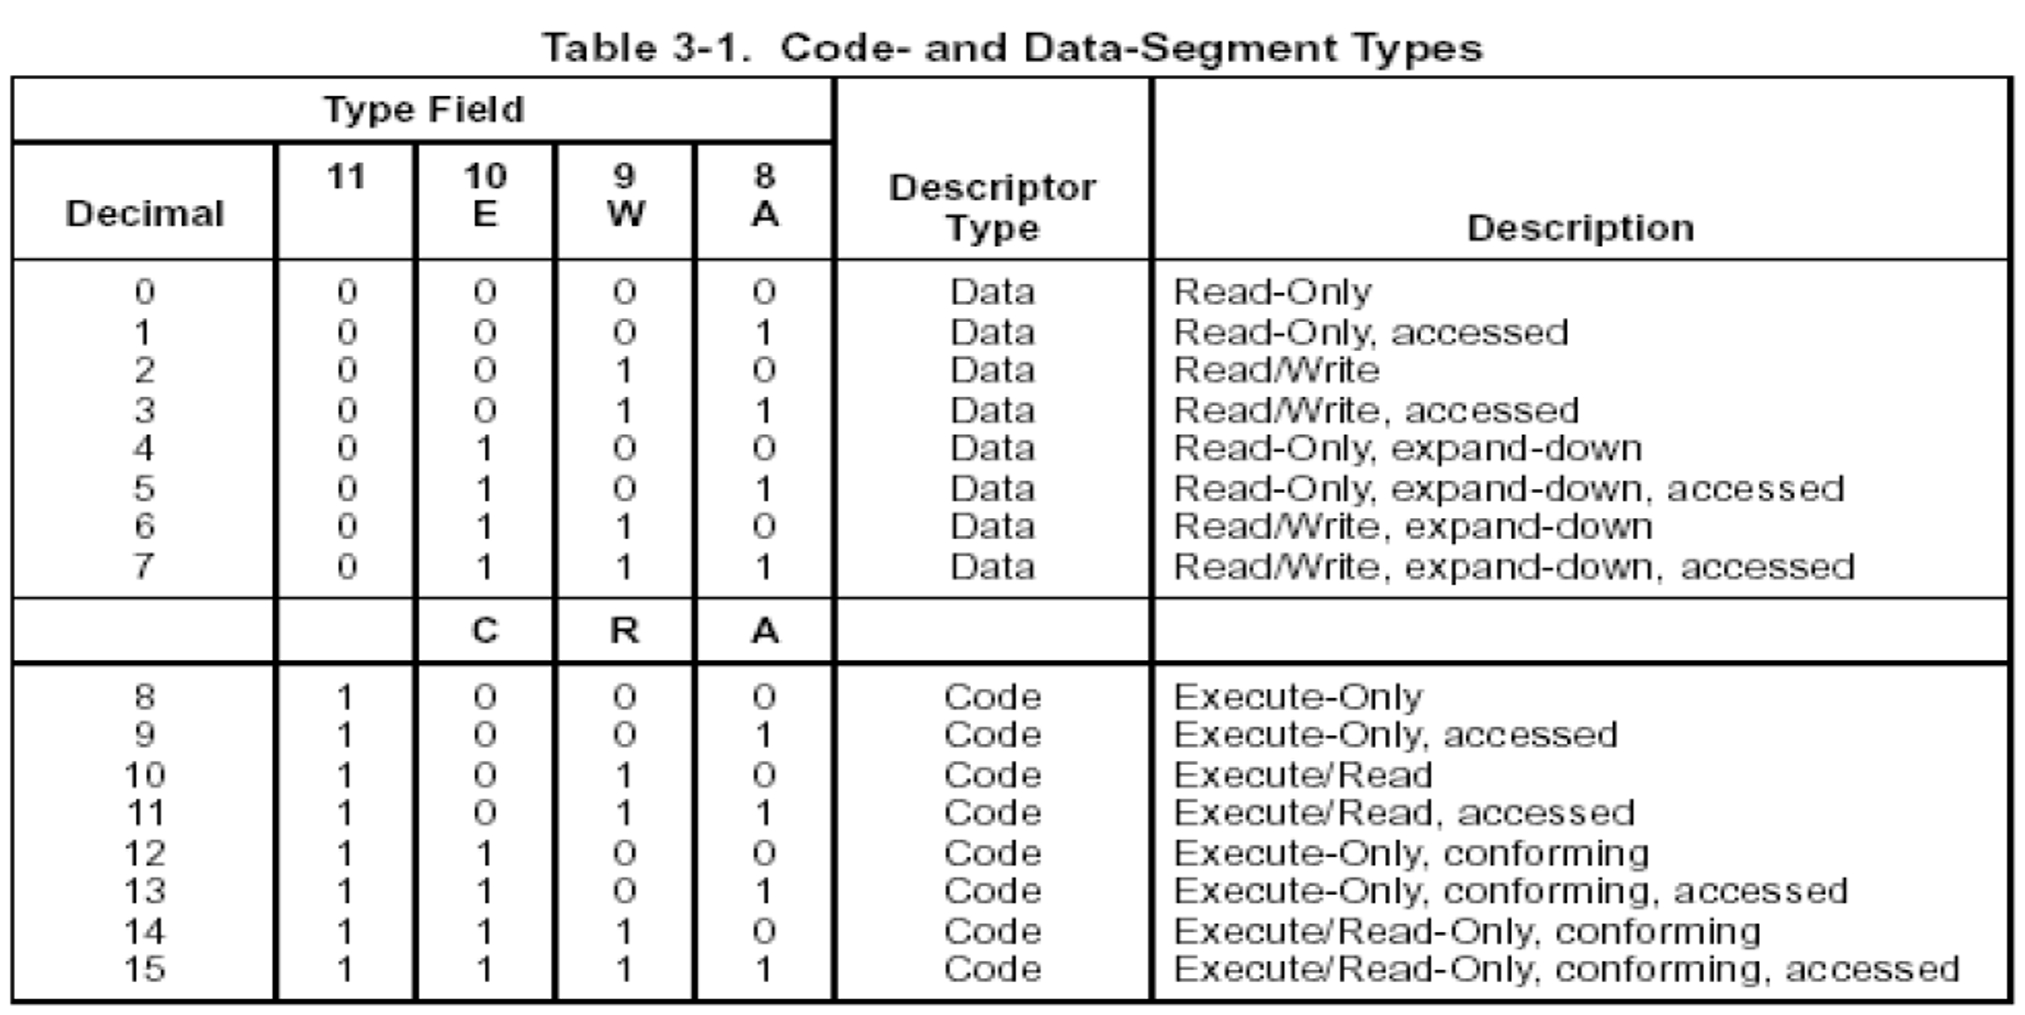 Table 3-1. Code- and Data-Segment Types
Type Field
Decimal 11 10 E 9 W 8 A Descriptor Type Description
0 0 0 0 0 Data Read-Only
1 0 0 0 1 Data Read-Only, accessed
2 0 0 1 0 Data Read/Write
3 0 0 1 1 Data Read/Write, accessed
4 0 1 0 0 Data Read-Only, expand-down
5 0 1 0 1 Data Read-Only, expand-down, accessed
6 0 1 1 0 Data Read/Write, expand-down
7 0 1 1 1 Data Read/Write, expand-down, accessed
C R A
8 1 0 0 0 Code Execute-Only
9 1 0 0 1 Code Execute-Only, accessed
10 1 0 1 0 Code Execute/Read
11 1 0 1 1 Code Execute/Read, accessed
12 1 1 0 0 Code Execute-Only, conforming
13 1 1 0 1 Code Execute-Only, conforming, accessed
14 1 1 1 0 Code Execute/Read-Only, conforming
15 1 1 1 1 Code Execute/Read-Only, conforming, accessed